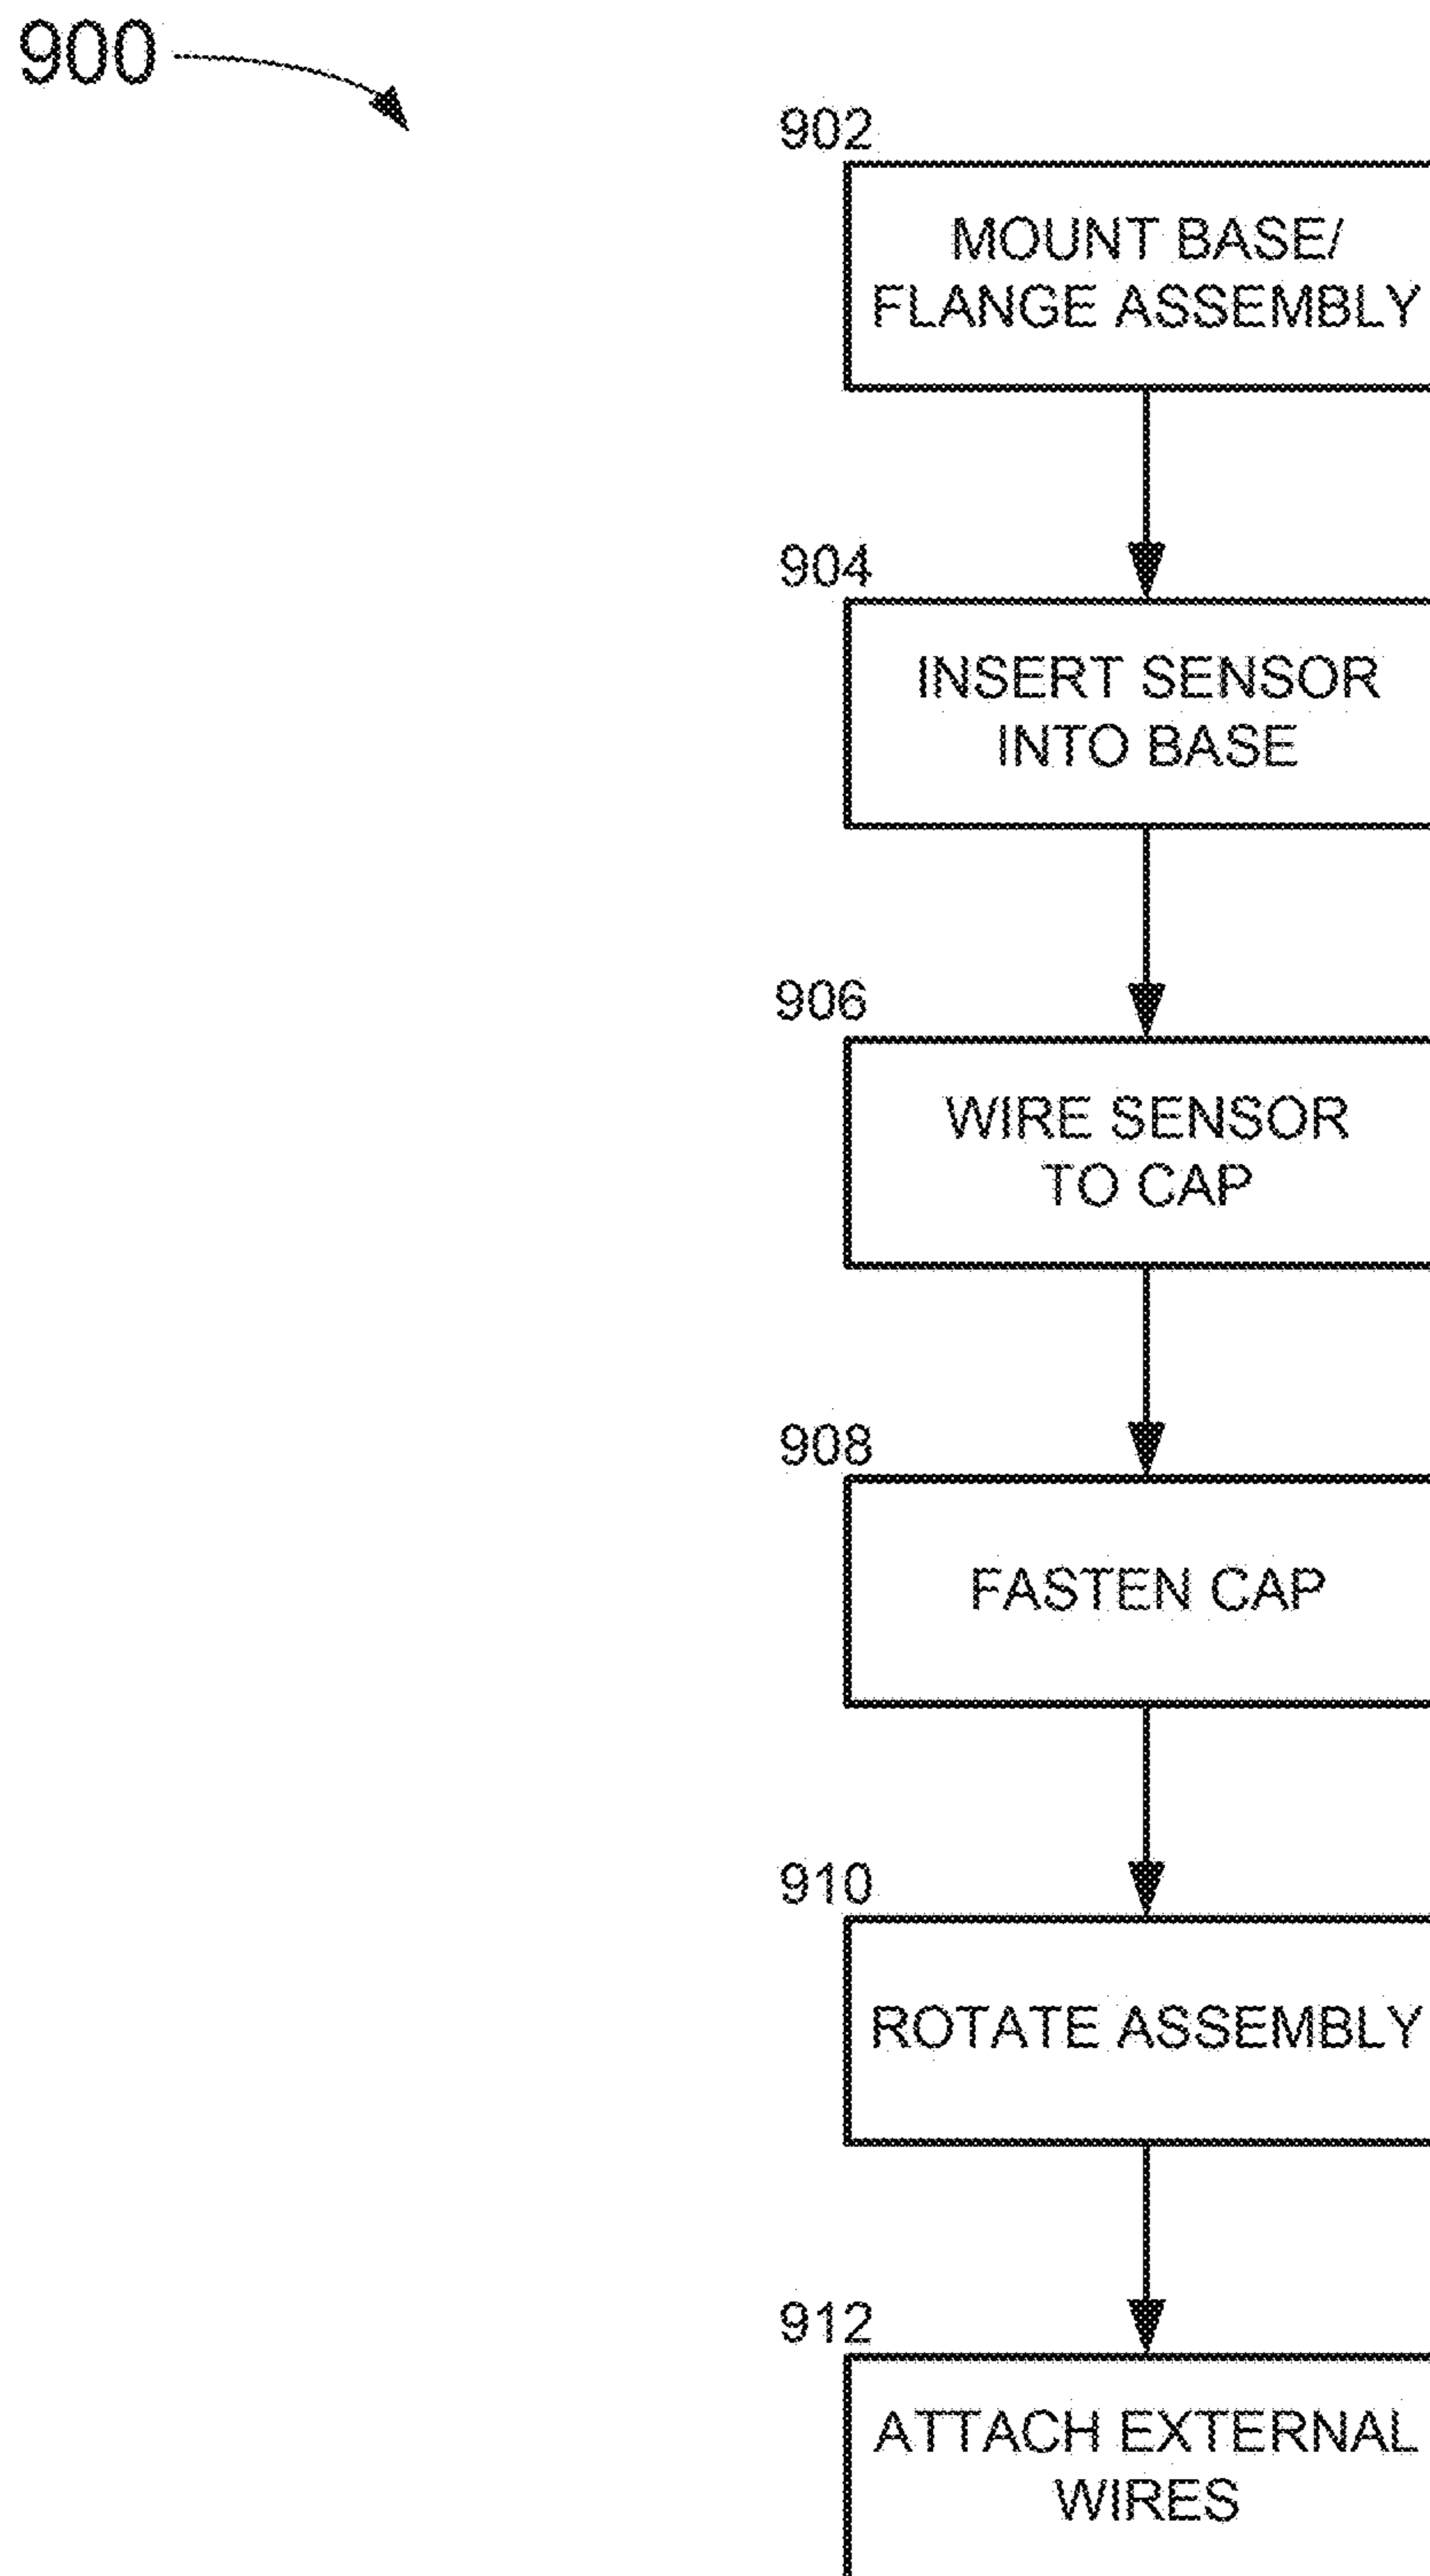 900
902
MOUNT BASE/
FLANGE ASSEMBLY
904
INSERT SENSOR
INTO BASE
906
WIRE SENSOR
TO CAP
908
FASTEN CAP
910
ROTATE ASSEMBLY
912
ATTACH EXTERNAL
WIRES